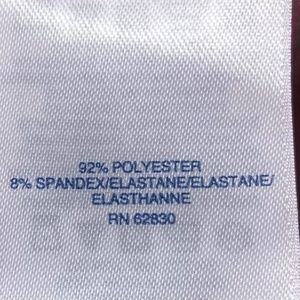 92% POLYESTER
8% SPANDEX/ELASTANE/ELASTANE/
ELASTHANNE
RN 62830